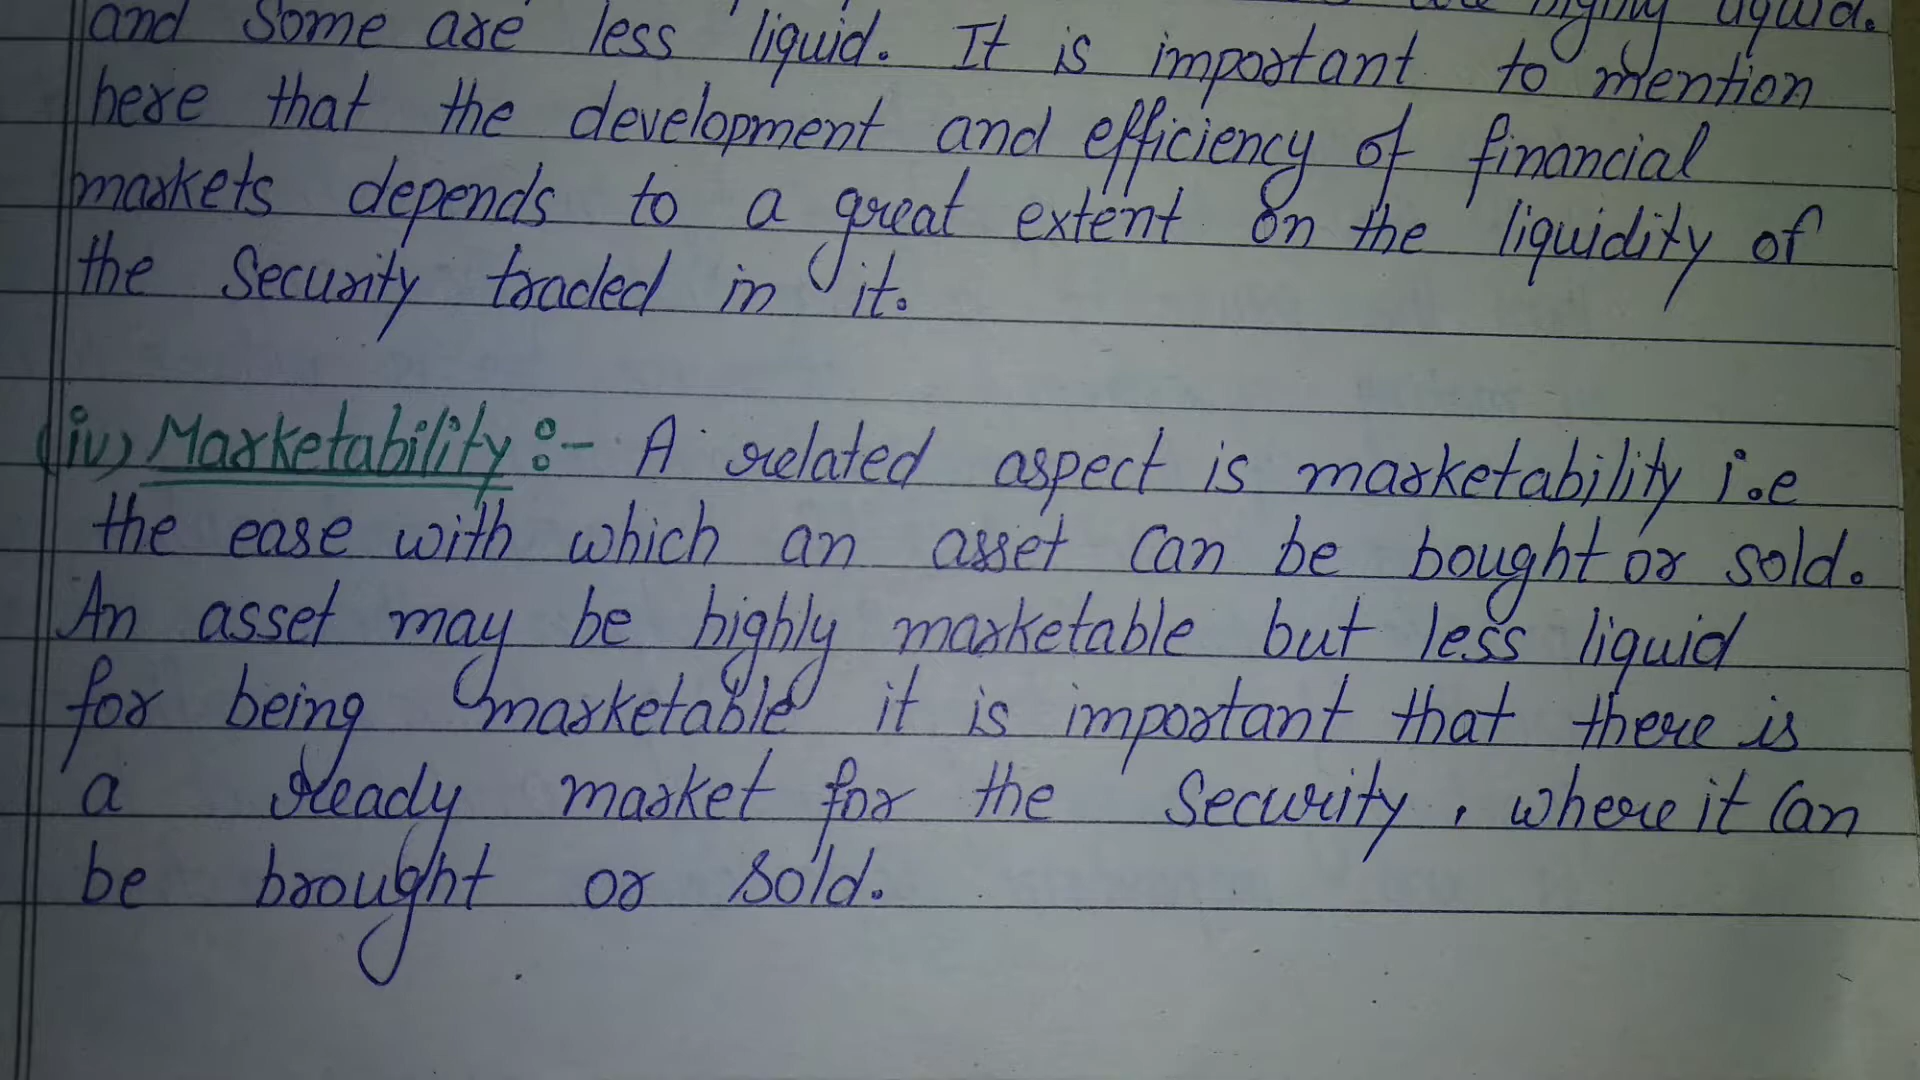 highly liquid.
and Some are less liquid. It is important to mention
here that the development and efficiency of financial
markets depends to a great extent on the liquidity of
the Security traded in it.
(iv) Marketability :- A related aspect is marketability i.e
the ease with which an asset Can be bought or sold.
An asset may be highly marketable but less liquid
for being marketable it is important that there is
a ready market for the Security, where it Can
be brought or Sold.